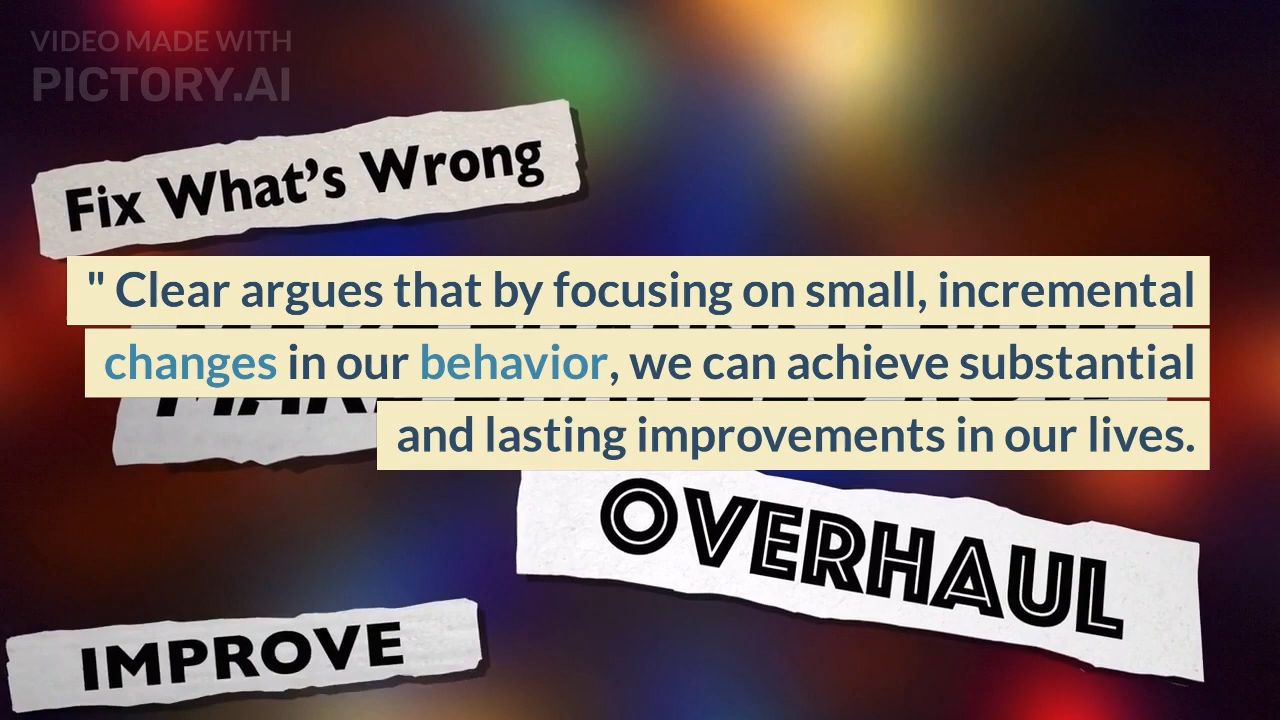 VIDEO MADE WITH
PICTORY.AI
Fix What's Wrong
" Clear argues that by focusing on small, incremental
changes in our behavior, we can achieve substantial
and lasting improvements in our lives.
OVERHAUL
IMPROVE